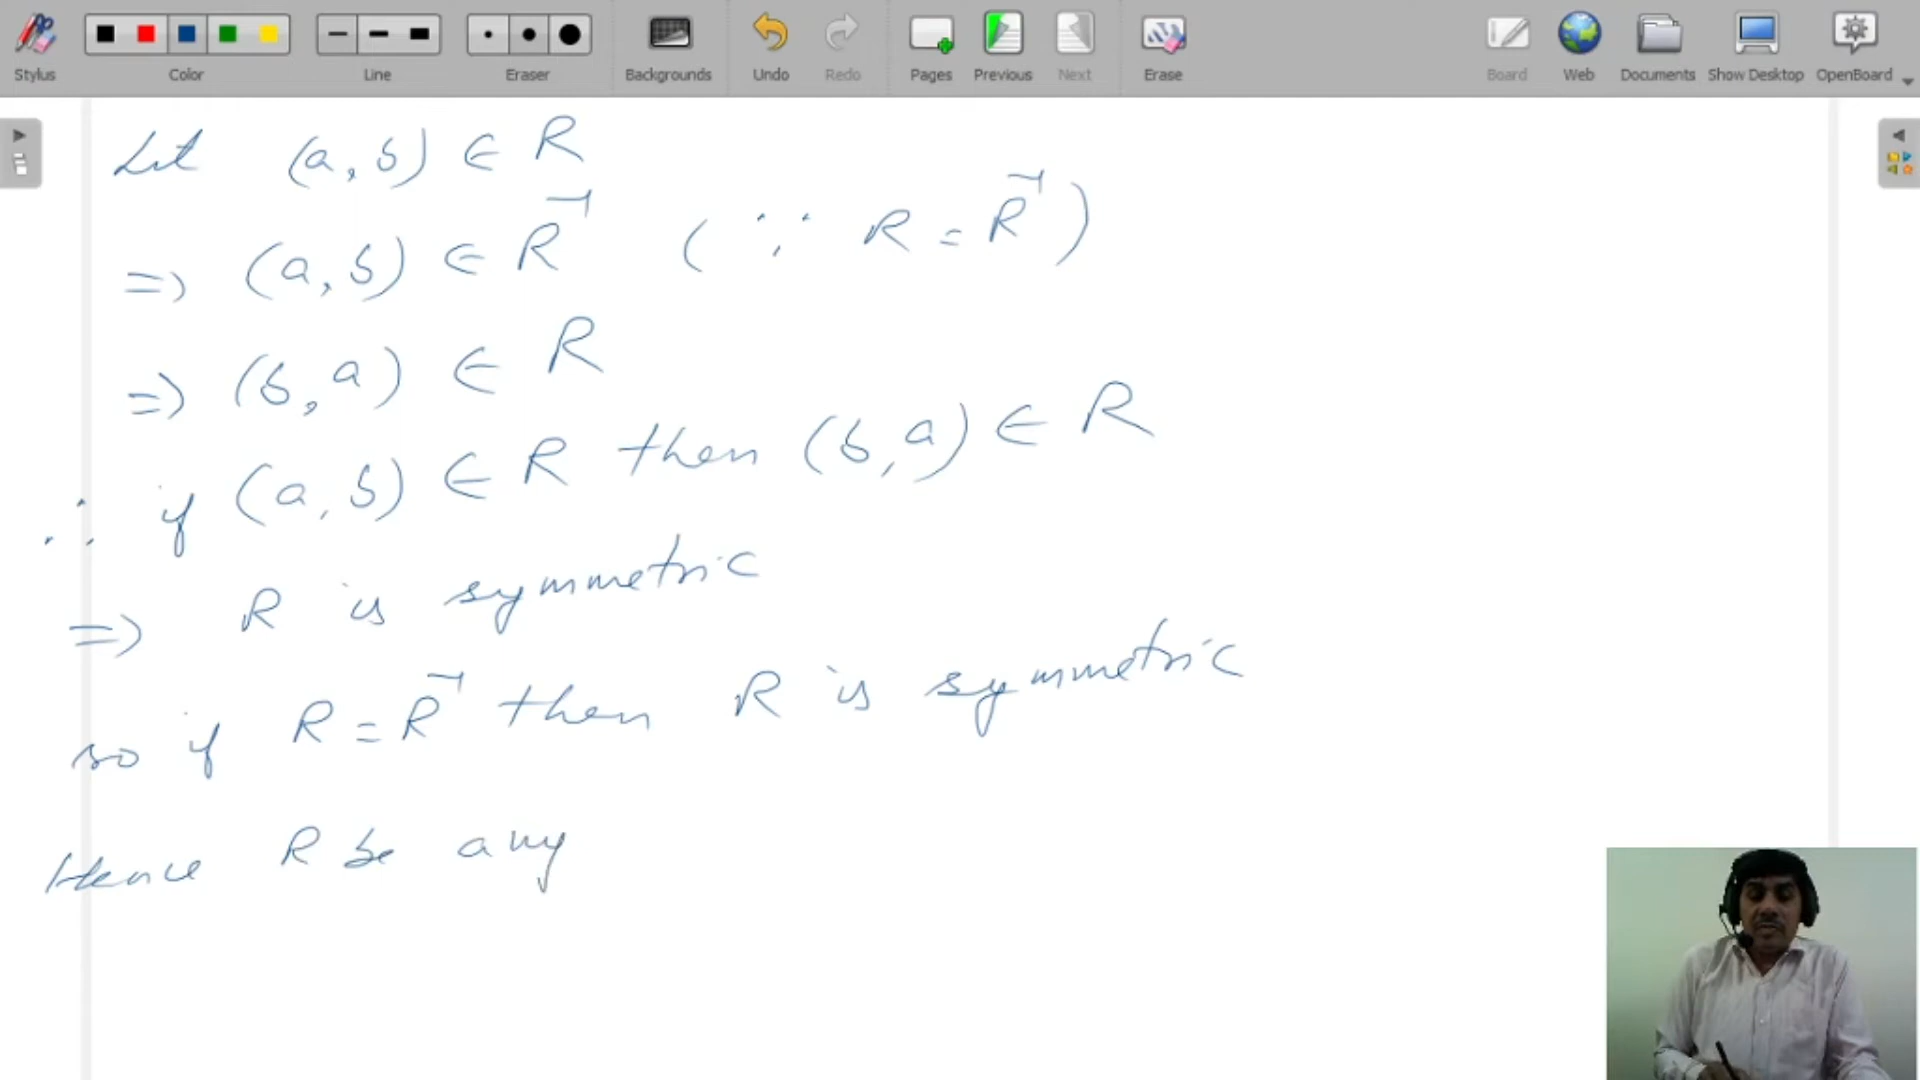 Stylus Color Line Eraser Backgrounds Undo Redo Pages Previous Next Erase Board Web Documents Show Desktop OpenBoard
Let (a, b) ∈ R
=> (a, b) ∈ R⁻¹ (∵ R = R⁻¹)
=> (b, a) ∈ R
∴ if (a, b) ∈ R then (b, a) ∈ R
=> R is symmetric
so if R = R⁻¹ then R is symmetric
Hence R be any